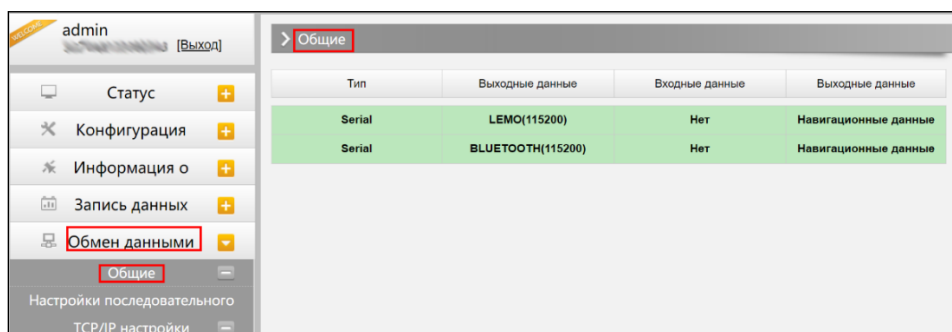 WELCOME
admin
[Выход]
Общие
Статус
Конфигурация
Информация о
Запись данных
Обмен данными
Общие
Настройки последовательного
TCP/IP настройки
Тип Выходные данные Входные данные Выходные данные
Serial LEMO(115200) Нет Навигационные данные
Serial BLUETOOTH(115200) Нет Навигационные данные